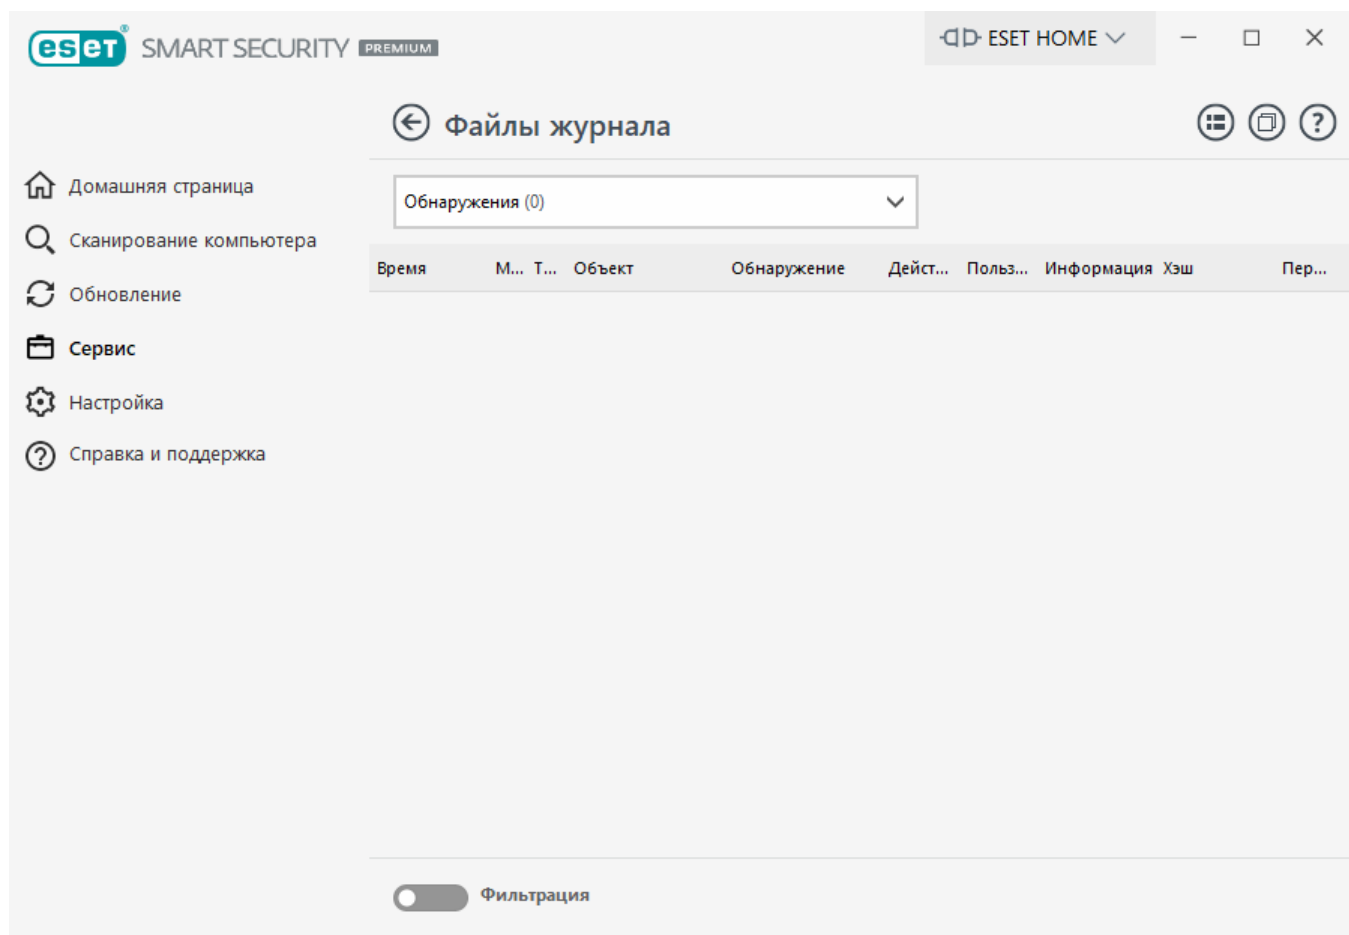 eset® SMART SECURITY PREMIUM
ESET HOME
Файлы журнала
Домашняя страница
Сканирование компьютера
Обновление
Сервис
Настройка
Справка и поддержка
Обнаружения (0)
Время М... Т... Объект Обнаружение Дейст... Польз... Информация Хэш Пер...
Фильтрация